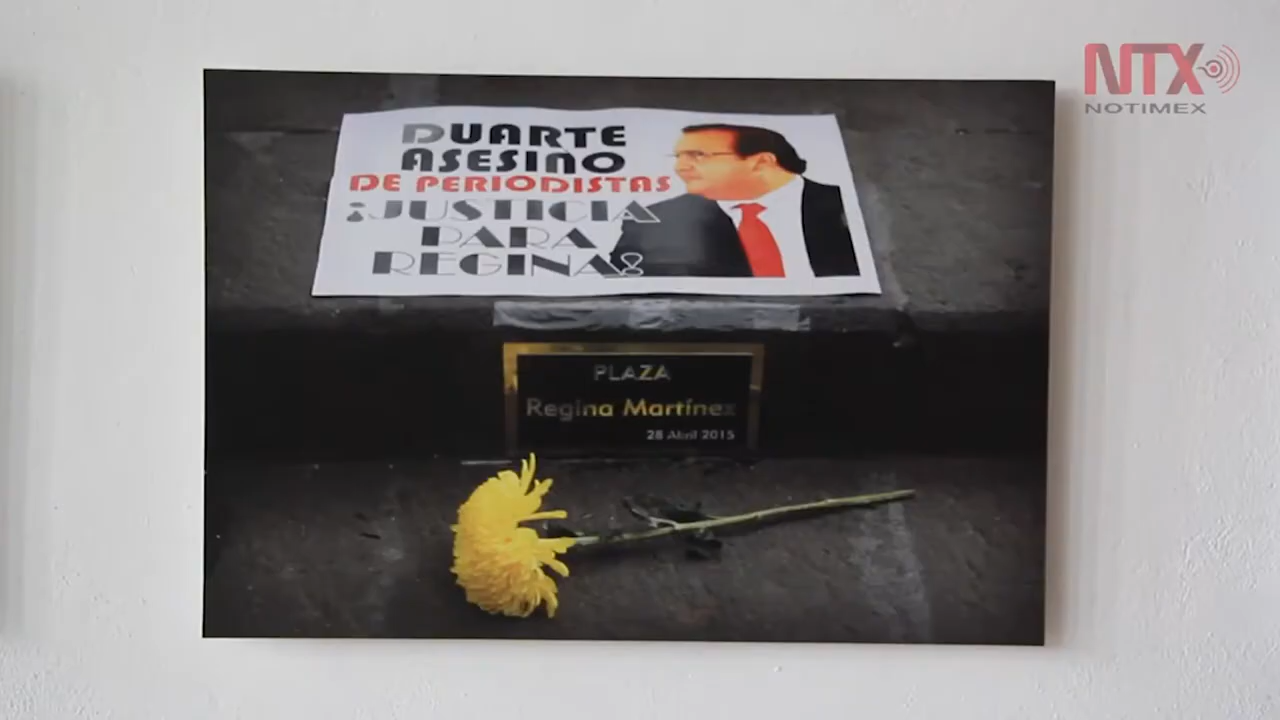 NTX
NOTIMEX
DUARTE
ASESINO
DE PERIODISTAS
¡JUSTICIA
PARA
REGINA!
PLAZA
Regina Martínez
28 Abril 2015